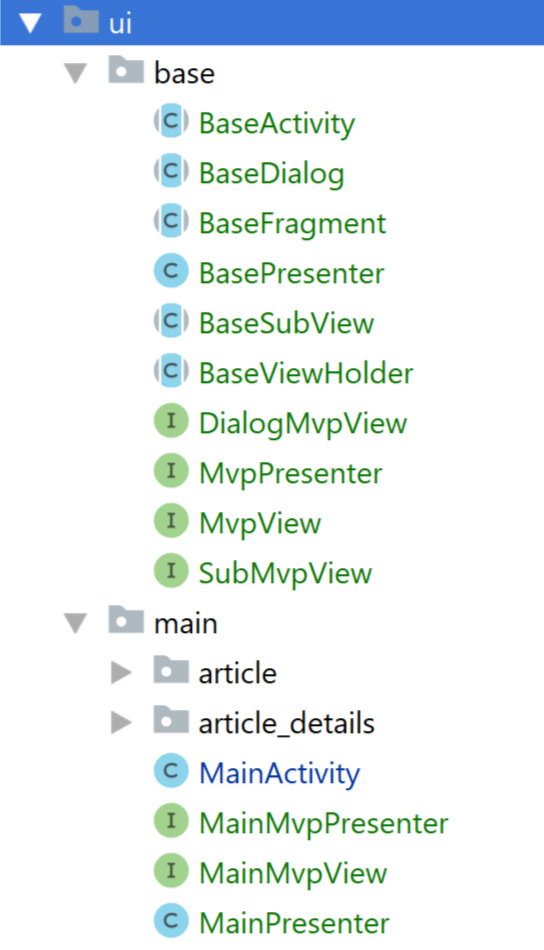 ui
base
C BaseActivity
C BaseDialog
C BaseFragment
C BasePresenter
C BaseSubView
C BaseViewHolder
I DialogMvpView
I MvpPresenter
I MvpView
I SubMvpView
main
article
article_details
C MainActivity
I MainMvpPresenter
I MainMvpView
C MainPresenter